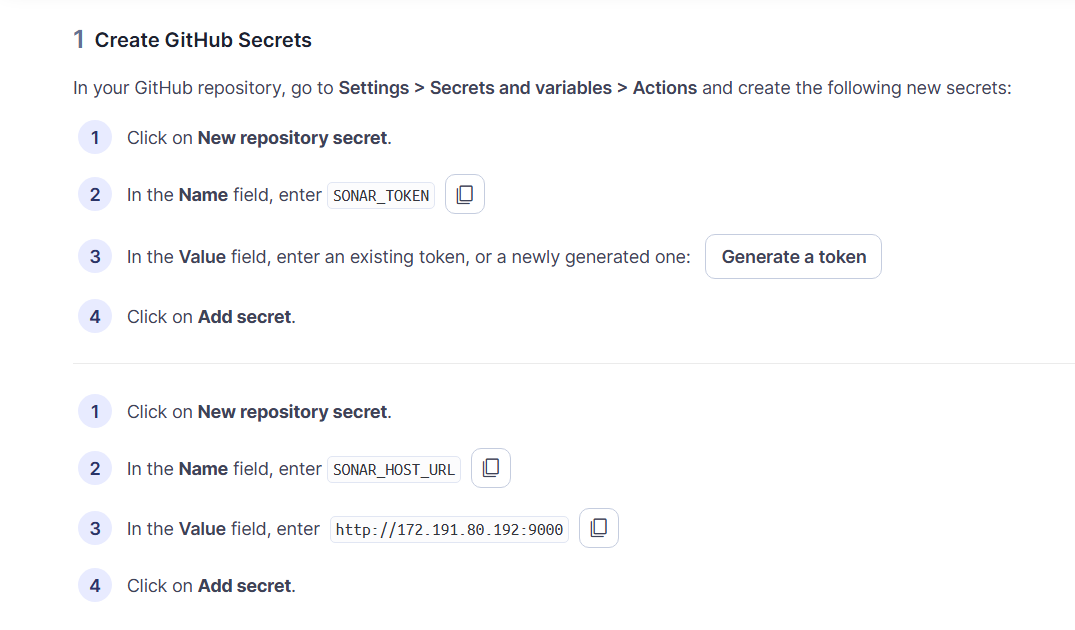 1 Create GitHub Secrets
In your GitHub repository, go to Settings > Secrets and variables > Actions and create the following new secrets:
1 Click on New repository secret.
2 In the Name field, enter SONAR_TOKEN
3 In the Value field, enter an existing token, or a newly generated one: Generate a token
4 Click on Add secret.
1 Click on New repository secret.
2 In the Name field, enter SONAR_HOST_URL
3 In the Value field, enter http://172.191.80.192:9000
4 Click on Add secret.